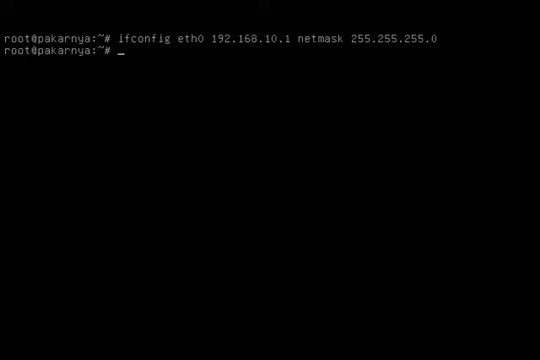 root@pakarnya:~# ifconfig eth0 192.168.10.1 netmask 255.255.255.0
root@pakarnya:~# _